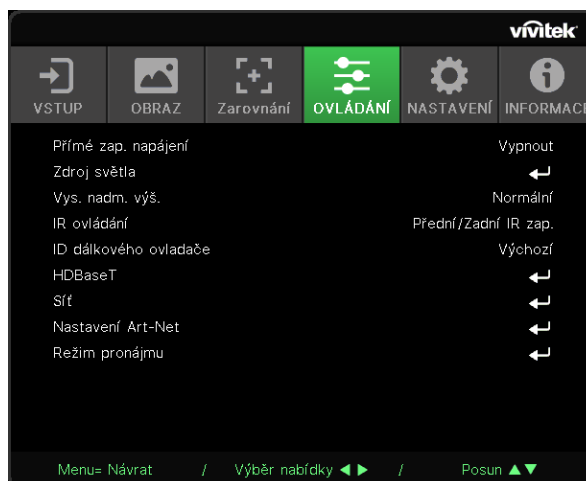 vivitek
VSTUP OBRAZ Zarovnání OVLÁDÁNÍ NASTAVENÍ INFORMACE
Přímé zap. napájení Vypnout
Zdroj světla
Vys. nadm. výš. Normální
IR ovládání Přední/Zadní IR zap.
ID dálkového ovladače Výchozí
HDBaseT
Síť
Nastavení Art-Net
Režim pronájmu
Menu= Návrat / Výběr nabídky ◀ ▶ / Posun ▲▼